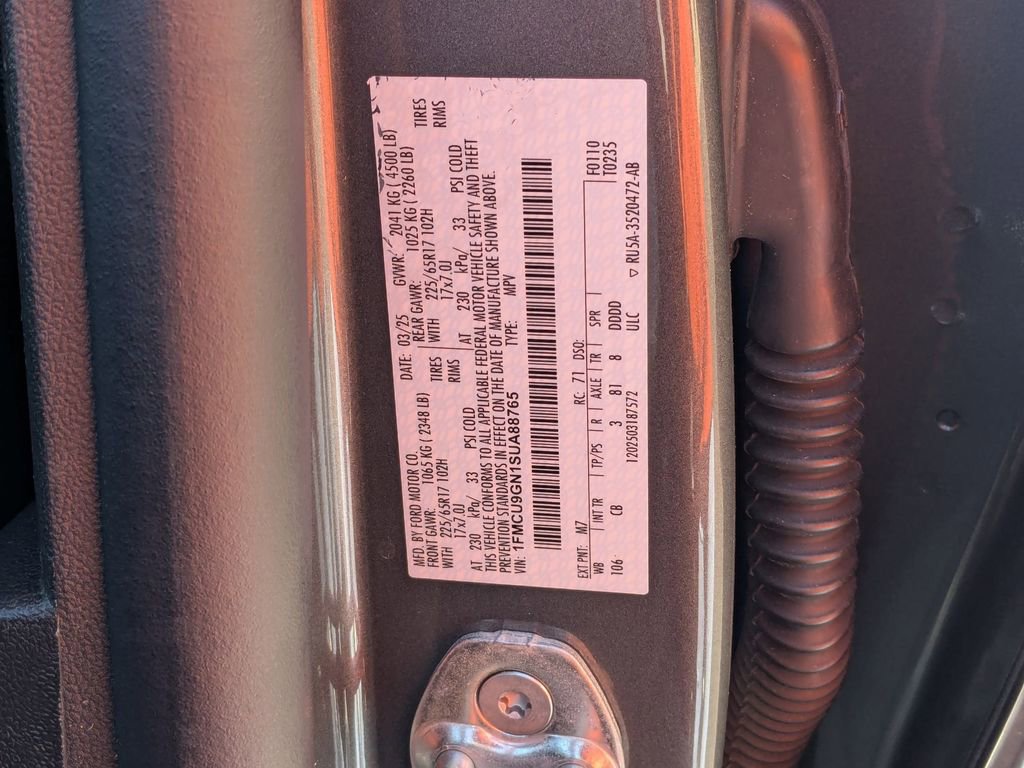 MFD. BY FORD MOTOR CO.
DATE: 03/25
GVWR: 2041 KG ( 4500 LB)
FRONT GAWR: 1065 KG ( 2348 LB)
REAR GAWR: 1025 KG ( 2260 LB)
WITH 225/65R17 102H TIRES
WITH 225/65R17 102H TIRES
17x7.0J RIMS
17x7.0J RIMS
AT 230 kPa/ 33 PSI COLD
AT 230 kPa/ 33 PSI COLD
THIS VEHICLE CONFORMS TO ALL APPLICABLE FEDERAL MOTOR VEHICLE SAFETY AND THEFT
PREVENTION STANDARDS IN EFFECT ON THE DATE OF MANUFACTURE SHOWN ABOVE.
VIN: 1FMCU9GN1SUA88765
TYPE: MPV
F0110
T0235
EXT PNT: M7 RC: 71 DSO:
WB INT TR TP/PS R AXLE TR SPR
106 CB 3 81 8 DDDD
ULC
1202503187572 ▽ RU5A-3520472-AB